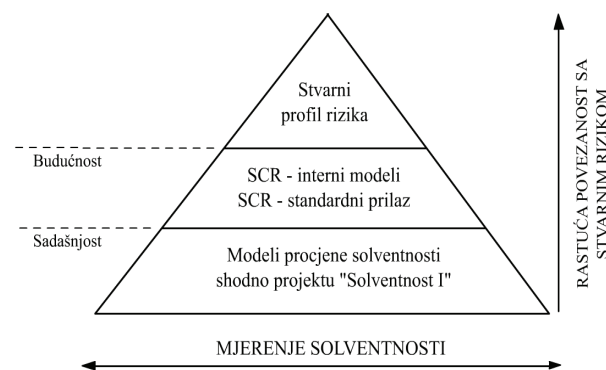 Stvarni
profil rizika
Budućnost
SCR - interni modeli
SCR - standardni prilaz
Sadašnjost
Modeli procjene solventnosti
shodno projektu "Solventnost I"
MJERENJE SOLVENTNOSTI
RASTUĆA POVEZANOST SA
STVARNIM RIZIKOM